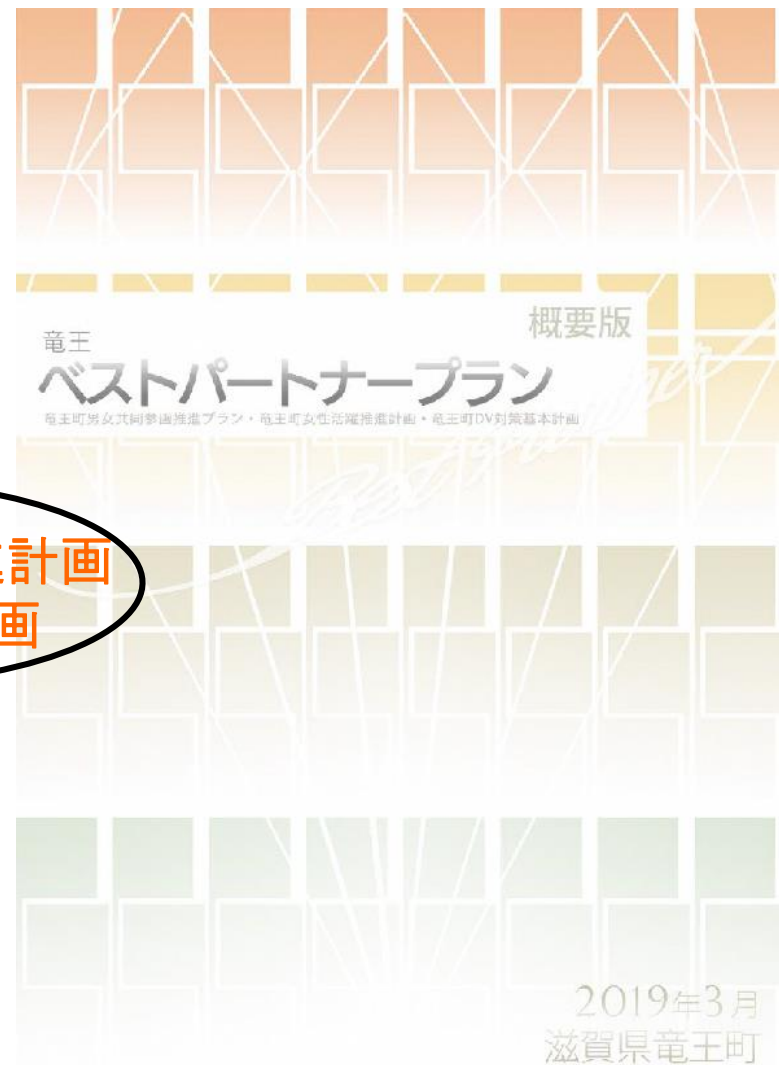 概要版
竜王
ベストパートナープラン
竜王町男女共同参画推進プラン・竜王町女性活躍推進計画・竜王町DV対策基本計画
計画
画
2019年3月
滋賀県竜王町